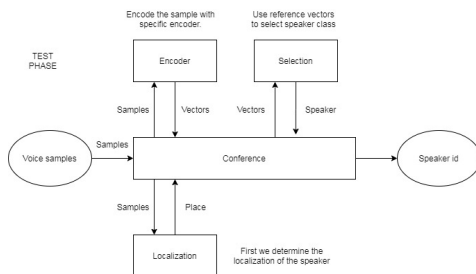 Encode the sample with
specific encoder.
Use reference vectors
to select speaker class
TEST
PHASE
Encoder
Selection
Samples
Vectors
Vectors
Speaker
Voice samples
Samples
Conference
Speaker id
Samples
Place
Localization
First we determine the
localization of the speaker